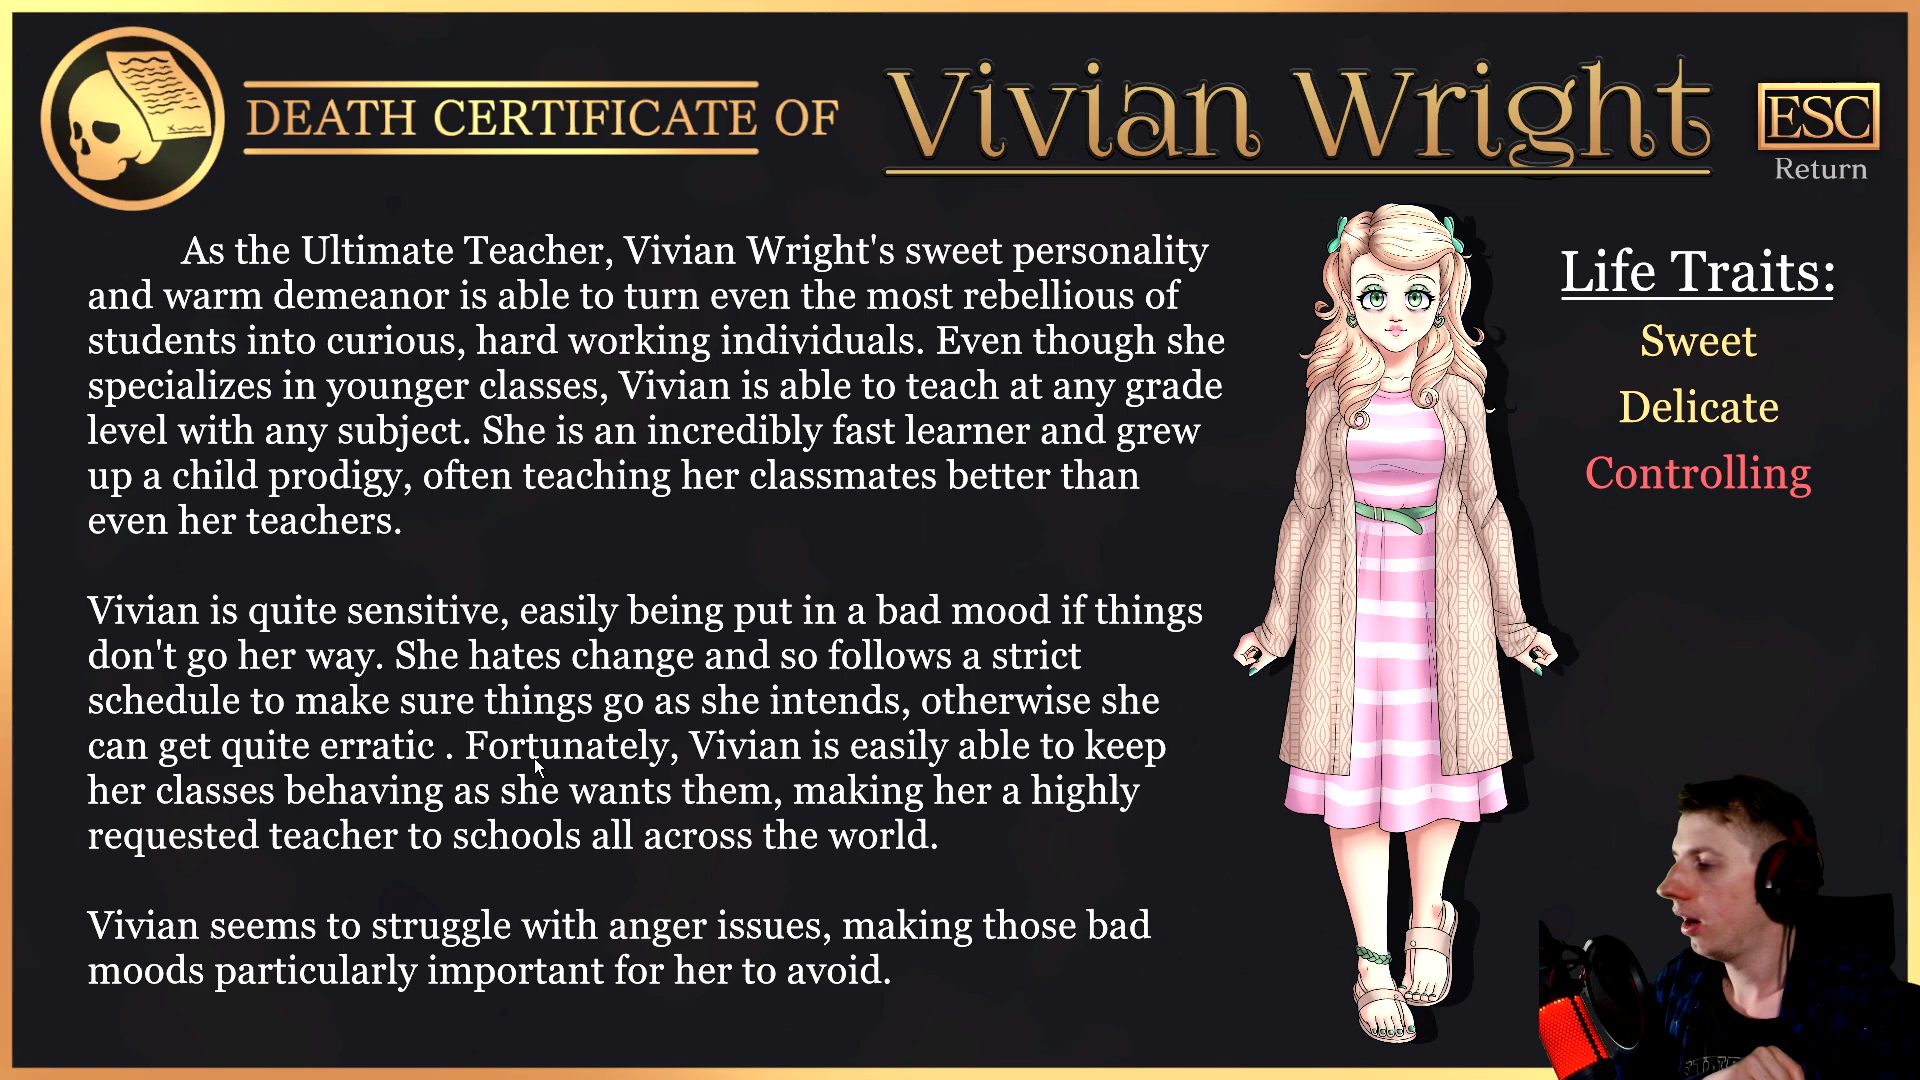 DEATH CERTIFICATE OF
Vivian Wright
ESC
Return
As the Ultimate Teacher, Vivian Wright's sweet personality
and warm demeanor is able to turn even the most rebellious of
students into curious, hard working individuals. Even though she
specializes in younger classes, Vivian is able to teach at any grade
level with any subject. She is an incredibly fast learner and grew
up a child prodigy, often teaching her classmates better than
even her teachers.
Vivian is quite sensitive, easily being put in a bad mood if things
don't go her way. She hates change and so follows a strict
schedule to make sure things go as she intends, otherwise she
can get quite erratic . Fortunately, Vivian is easily able to keep
her classes behaving as she wants them, making her a highly
requested teacher to schools all across the world.
Vivian seems to struggle with anger issues, making those bad
moods particularly important for her to avoid.
Life Traits:
Sweet
Delicate
Controlling